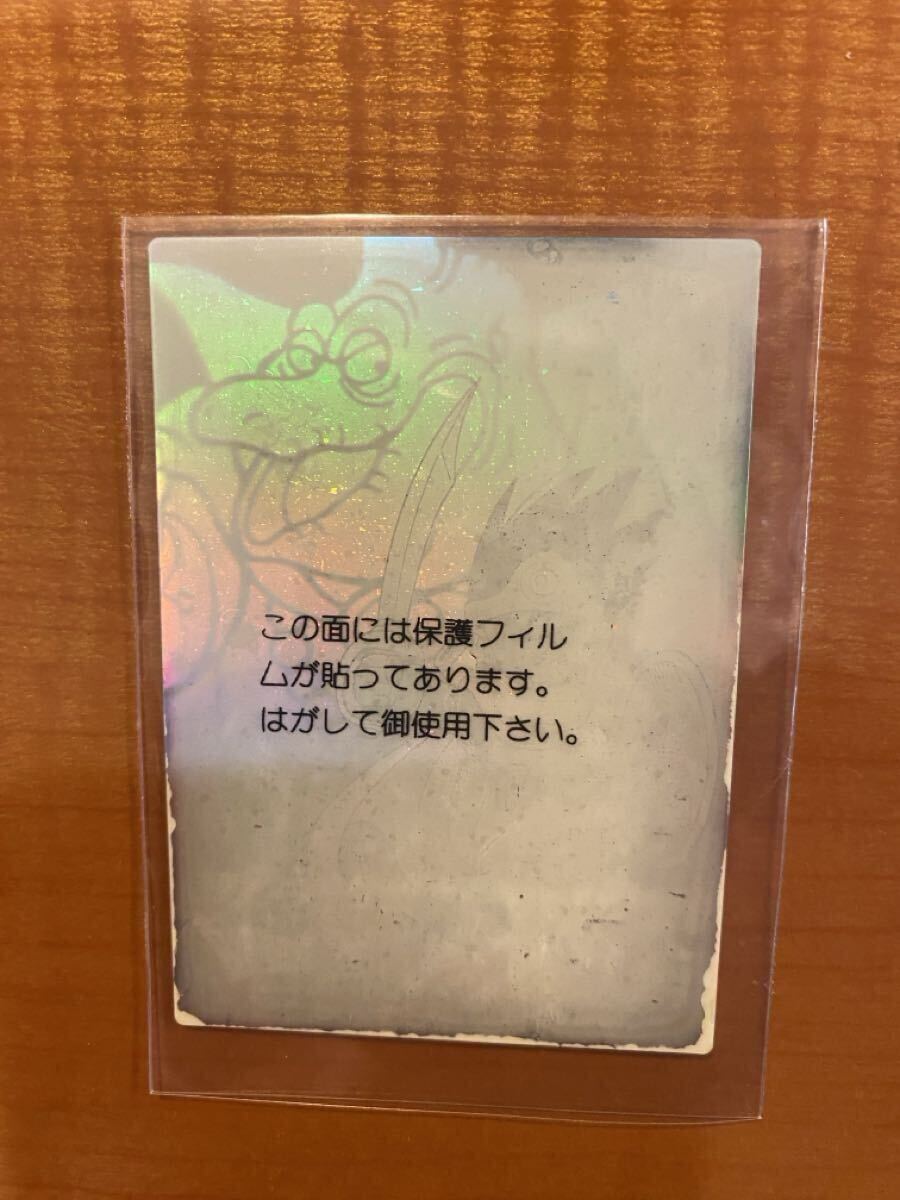 この面には保護フィル
ムが貼ってあります。
はがして御使用下さい。